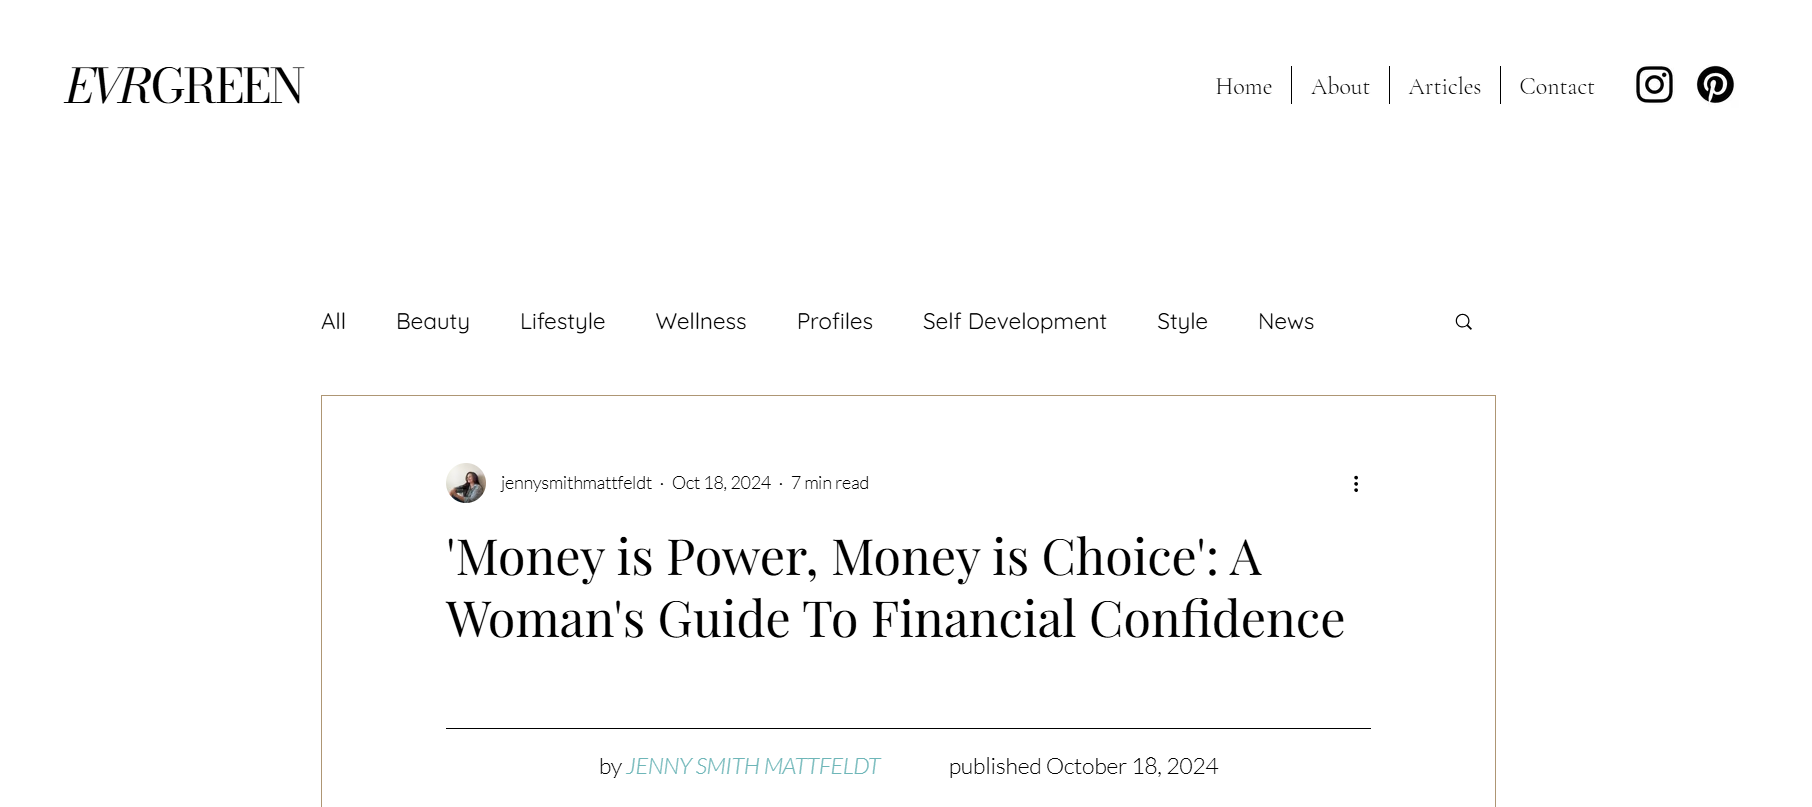 EVRGREEN
Home About Articles Contact
All Beauty Lifestyle Wellness Profiles Self Development Style News
jennysmithmattfeldt · Oct 18, 2024 · 7 min read
'Money is Power, Money is Choice': A
Woman's Guide To Financial Confidence
by JENNY SMITH MATTFELDT published October 18, 2024